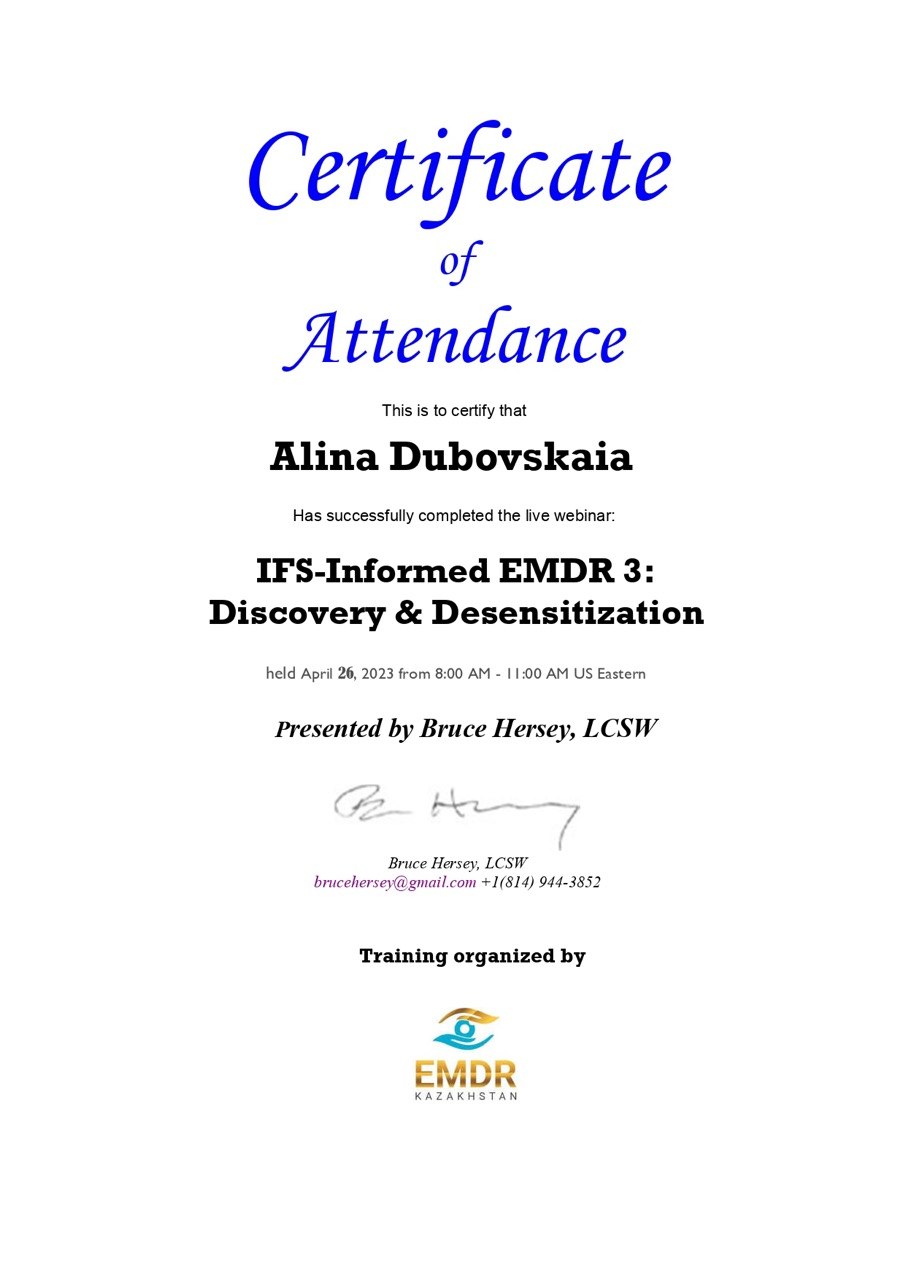 Certificate
of
Attendance
This is to certify that
Alina Dubovskaia
Has successfully completed the live webinar:
IFS-Informed EMDR 3:
Discovery & Desensitization
held April 26, 2023 from 8:00 AM - 11:00 AM US Eastern
Presented by Bruce Hersey, LCSW
Bruce Hersey, LCSW
brucehersey@gmail.com +1(814) 944-3852
Training organized by
EMDR
KAZAKHSTAN